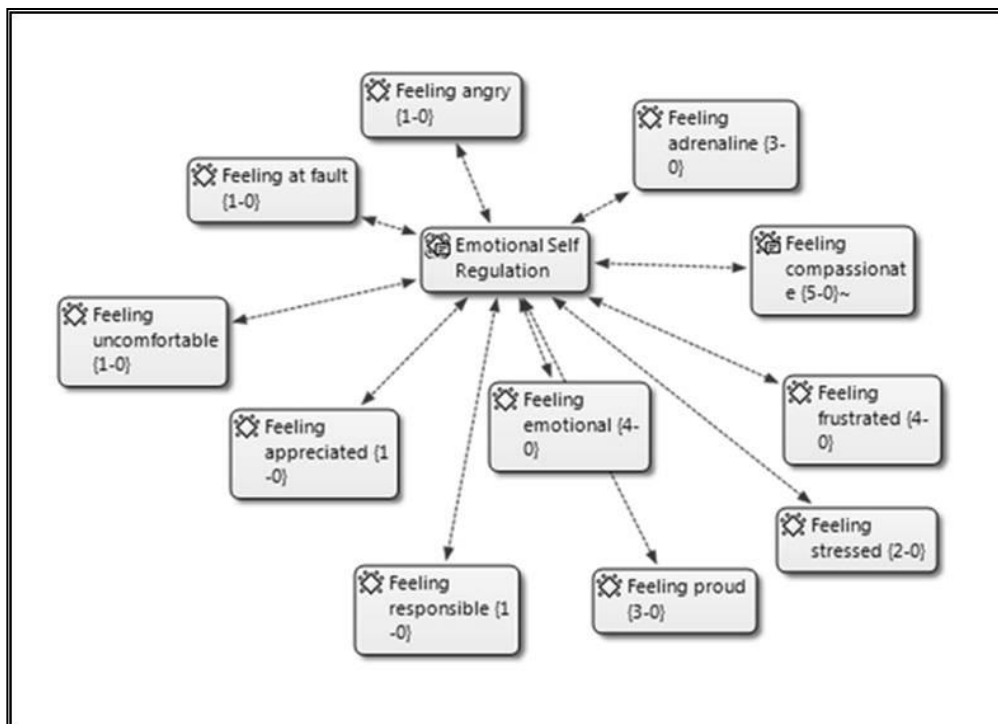 Feeling angry
{1-0}
Feeling
adrenaline {3-
0}
Feeling at fault
{1-0}
Emotional Self
Regulation
Feeling
compassionat
e {5-0}~
Feeling
uncomfortable
{1-0}
Feeling
appreciated {1
-0}
Feeling
emotional {4-
0}
Feeling
frustrated {4-
0}
Feeling
stressed {2-0}
Feeling
responsible {1
-0}
Feeling proud
{3-0}